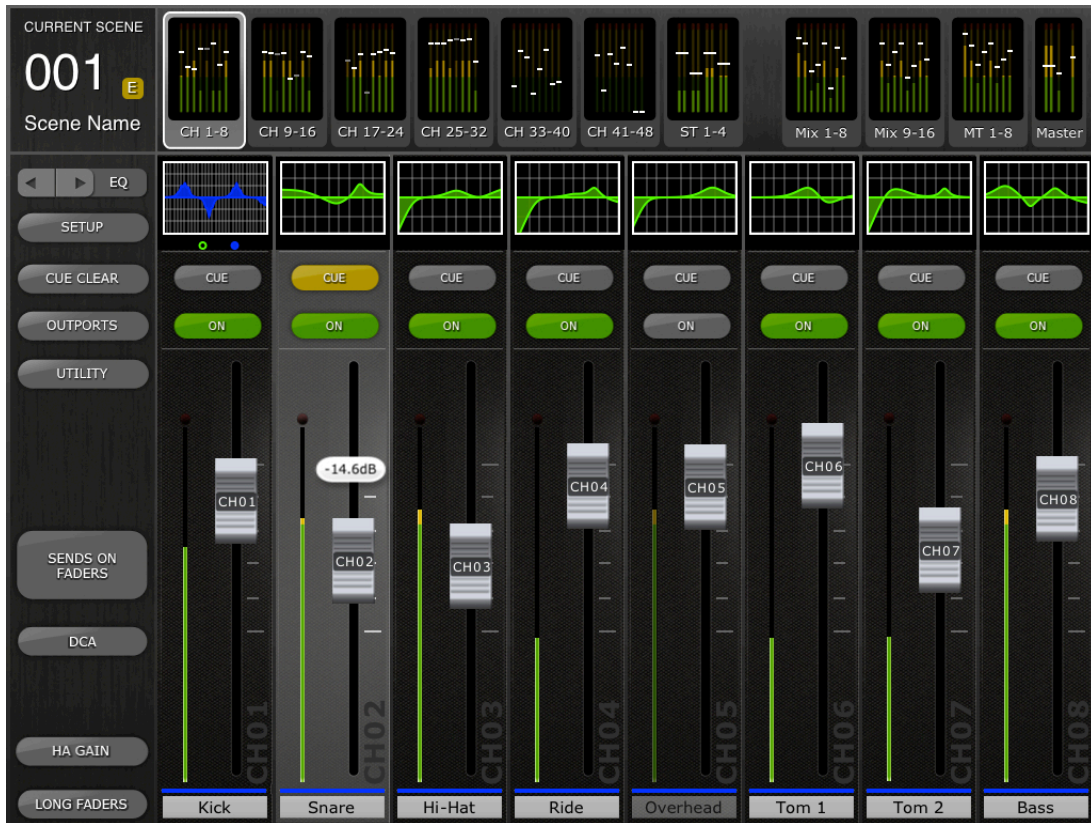 CURRENT SCENE
001 E
Scene Name
CH 1-8 CH 9-16 CH 17-24 CH 25-32 CH 33-40 CH 41-48 ST 1-4 Mix 1-8 Mix 9-16 MT 1-8 Master
EQ
SETUP
CUE CLEAR
OUTPORTS
UTILITY
SENDS ON
FADERS
DCA
HA GAIN
LONG FADERS
CUE CUE CUE CUE CUE CUE CUE CUE
ON ON ON ON ON ON ON ON
-14.6dB
CH01 CH02 CH03 CH04 CH05 CH06 CH07 CH08
CH01 CH02 CH03 CH04 CH05 CH06 CH07 CH08
Kick Snare Hi-Hat Ride Overhead Tom 1 Tom 2 Bass